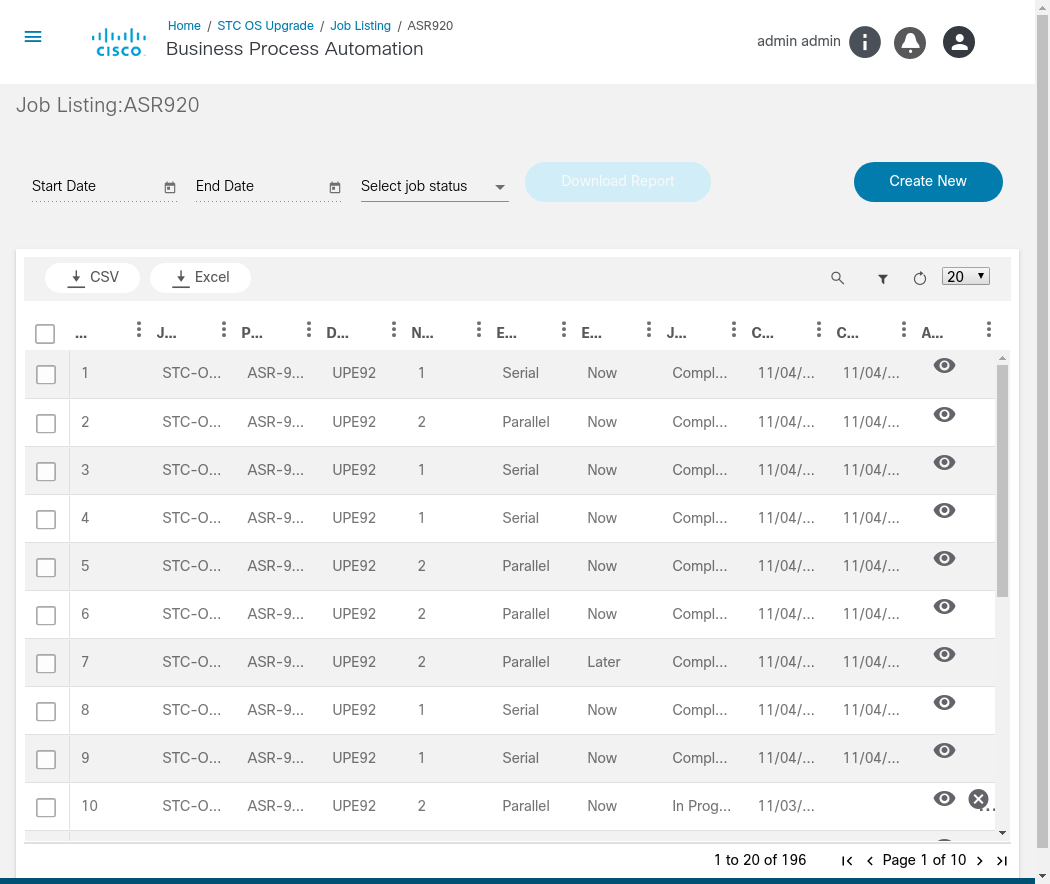 Home / STC OS Upgrade / Job Listing / ASR920
CISCO
Business Process Automation
admin admin
Job Listing:ASR920
Start Date End Date Select job status Download Report Create New
CSV Excel 20
... J... P... D... N... E... E... J... C... C... A...
1 STC-O... ASR-9... UPE92 1 Serial Now Compl... 11/04/... 11/04/...
2 STC-O... ASR-9... UPE92 2 Parallel Now Compl... 11/04/... 11/04/...
3 STC-O... ASR-9... UPE92 1 Serial Now Compl... 11/04/... 11/04/...
4 STC-O... ASR-9... UPE92 1 Serial Now Compl... 11/04/... 11/04/...
5 STC-O... ASR-9... UPE92 2 Parallel Now Compl... 11/04/... 11/04/...
6 STC-O... ASR-9... UPE92 2 Parallel Now Compl... 11/04/... 11/04/...
7 STC-O... ASR-9... UPE92 2 Parallel Later Compl... 11/04/... 11/04/...
8 STC-O... ASR-9... UPE92 1 Serial Now Compl... 11/04/... 11/04/...
9 STC-O... ASR-9... UPE92 1 Serial Now Compl... 11/04/... 11/04/...
10 STC-O... ASR-9... UPE92 2 Parallel Now In Prog... 11/03/... ...
1 to 20 of 196 Page 1 of 10